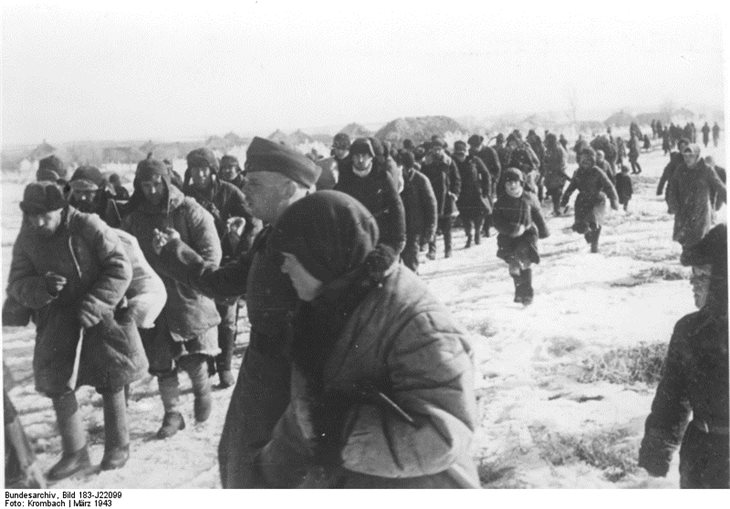 Bundesarchiv, Bild 183-J22099
Foto: Krombach | März 1943